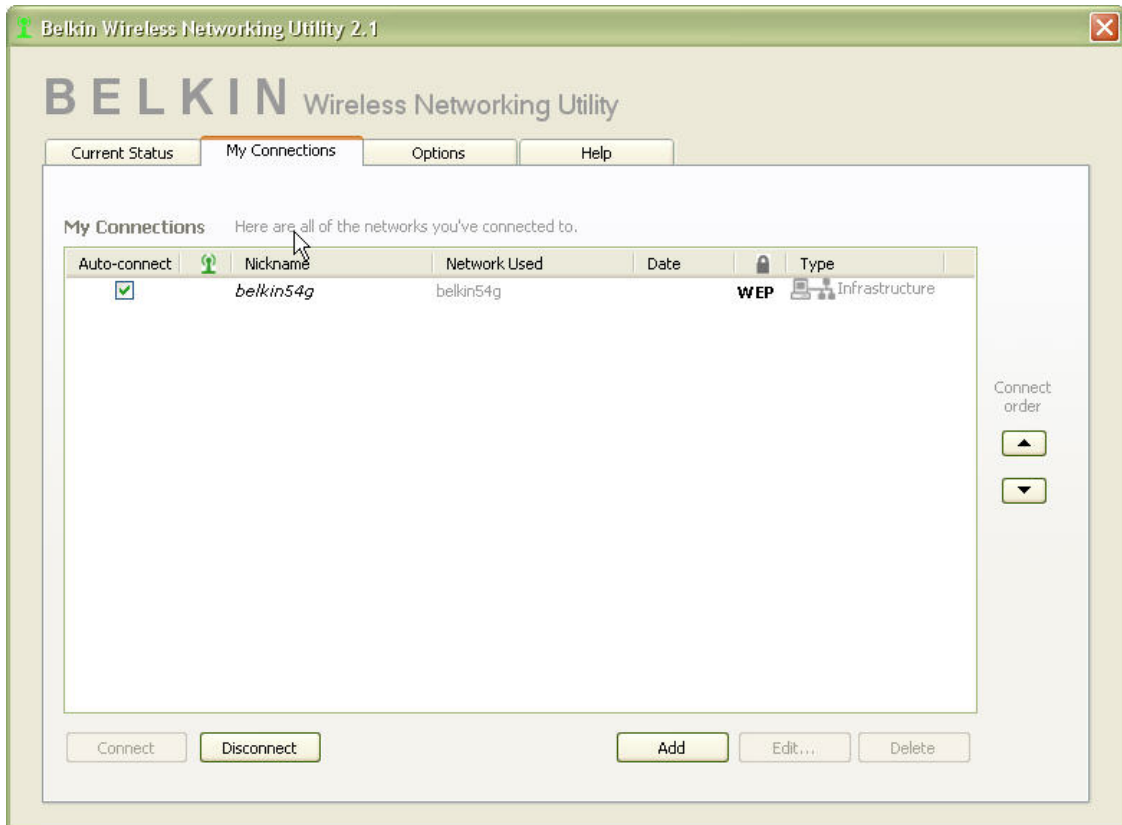 Belkin Wireless Networking Utility 2.1
BELKIN Wireless Networking Utility
Current Status My Connections Options Help
My Connections Here are all of the networks you've connected to.
Auto-connect Nickname Network Used Date Type
belkin54g belkin54g WEP Infrastructure
Connect
order
Connect Disconnect Add Edit... Delete